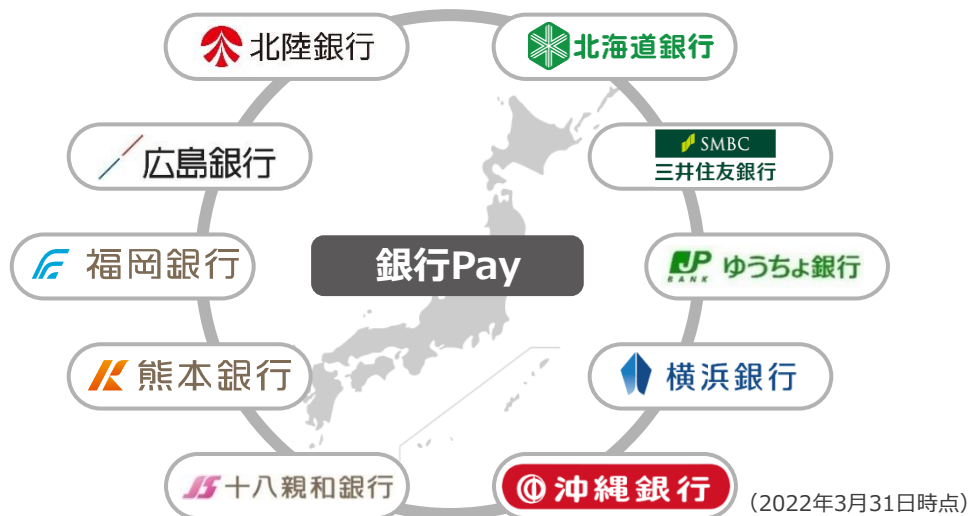 北陸銀行
北海道銀行
広島銀行
SMBC
三井住友銀行
福岡銀行
銀行Pay
JP
BANK
ゆうちょ銀行
熊本銀行
横浜銀行
十八親和銀行
沖縄銀行
（2022年3月31日時点）